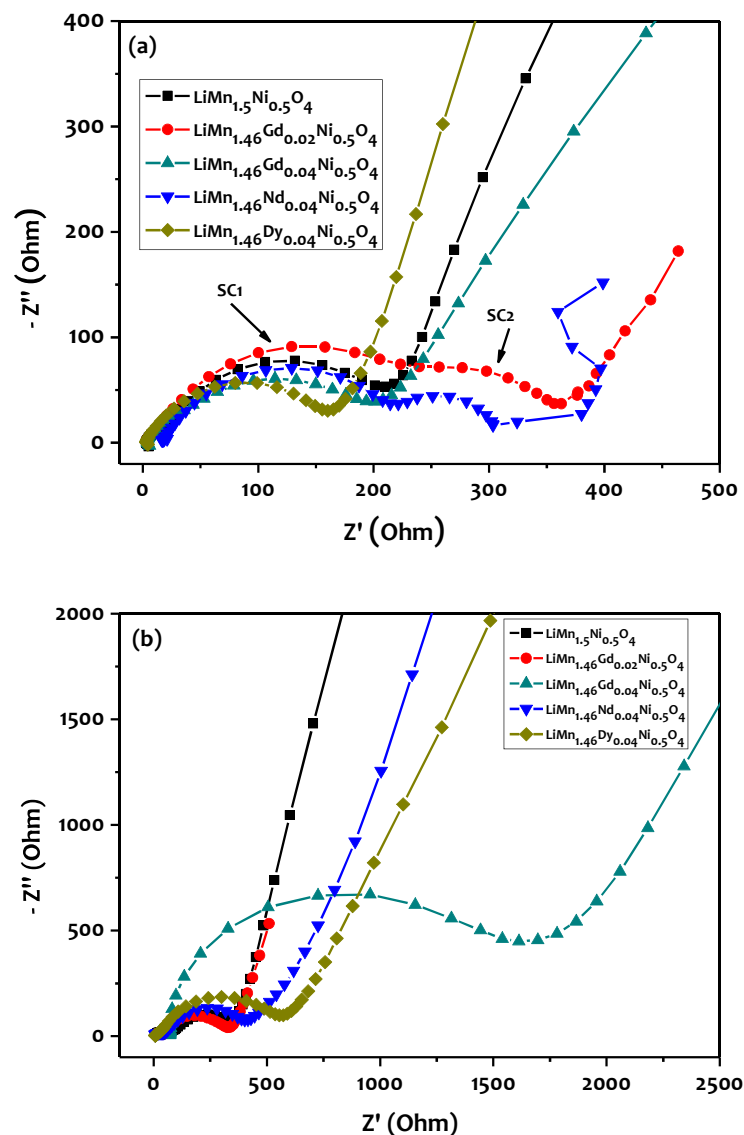 (a)
400
300
200
100
0
- Z'' (Ohm)
LiMn1.5Ni0.5O4
LiMn1.46Gd0.02Ni0.5O4
LiMn1.46Gd0.04Ni0.5O4
LiMn1.46Nd0.04Ni0.5O4
LiMn1.46Dy0.04Ni0.5O4
SC1
SC2
0 100 200 300 400 500
Z' (Ohm)
(b)
2000
1500
1000
500
0
- Z'' (Ohm)
LiMn1.5Ni0.5O4
LiMn1.46Gd0.02Ni0.5O4
LiMn1.46Gd0.04Ni0.5O4
LiMn1.46Nd0.04Ni0.5O4
LiMn1.46Dy0.04Ni0.5O4
0 500 1000 1500 2000 2500
Z' (Ohm)